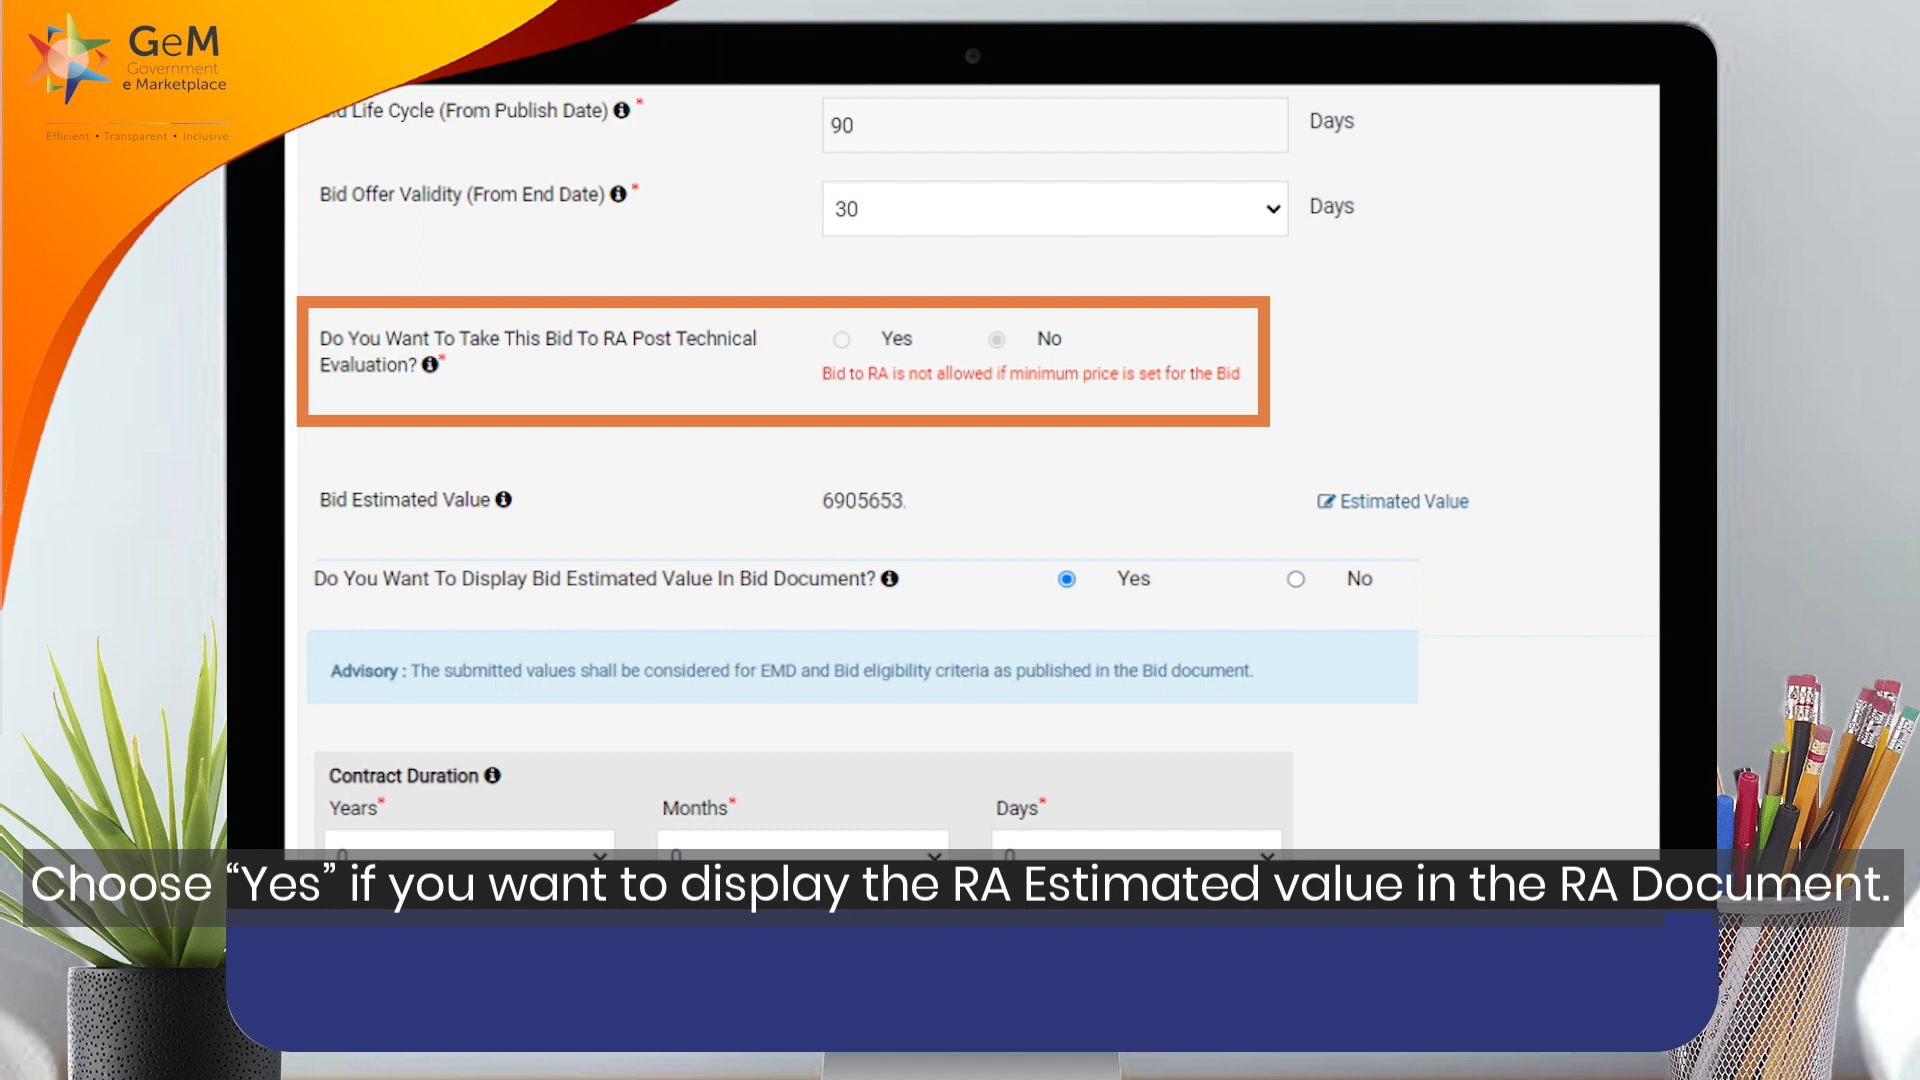 GeM
Government
e Marketplace
Efficient • Transparent • Inclusive
Life Cycle (From Publish Date) *
90
Days
Bid Offer Validity (From End Date) *
30
Days
Do You Want To Take This Bid To RA Post Technical
Evaluation? *
Yes
No
Bid to RA is not allowed if minimum price is set for the Bid
Bid Estimated Value
6905653.
Estimated Value
Do You Want To Display Bid Estimated Value In Bid Document?
Yes
No
Advisory : The submitted values shall be considered for EMD and Bid eligibility criteria as published in the Bid document.
Contract Duration
Years*
Months*
Days*
0
0
0
Choose “Yes” if you want to display the RA Estimated value in the RA Document.